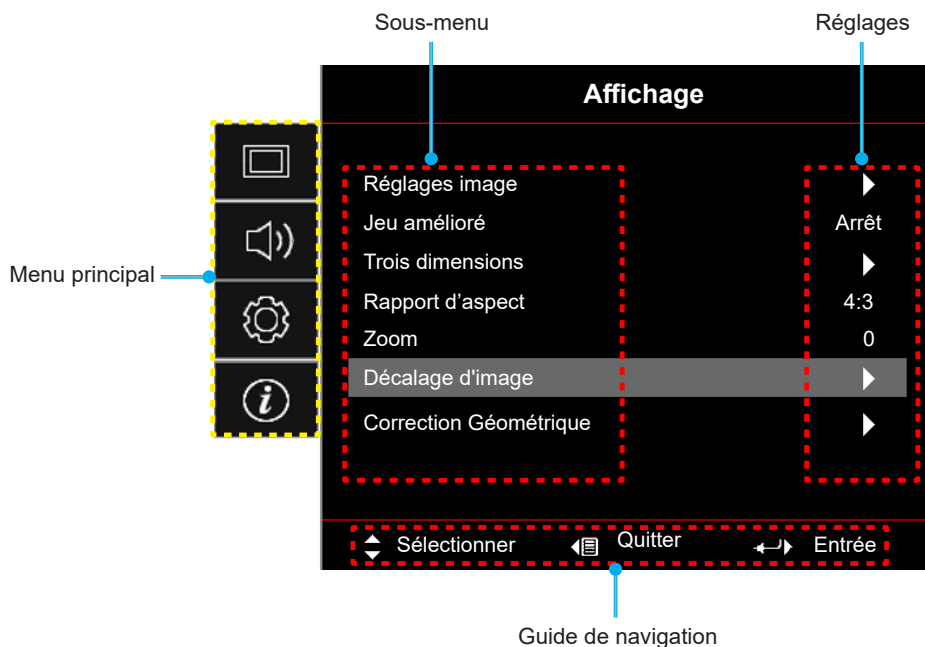 Sous-menu
Réglages
Affichage
Menu principal
Réglages image
Jeu amélioré Arrêt
Trois dimensions
Rapport d’aspect 4:3
Zoom 0
Décalage d'image
Correction Géométrique
Sélectionner Quitter Entrée
Guide de navigation